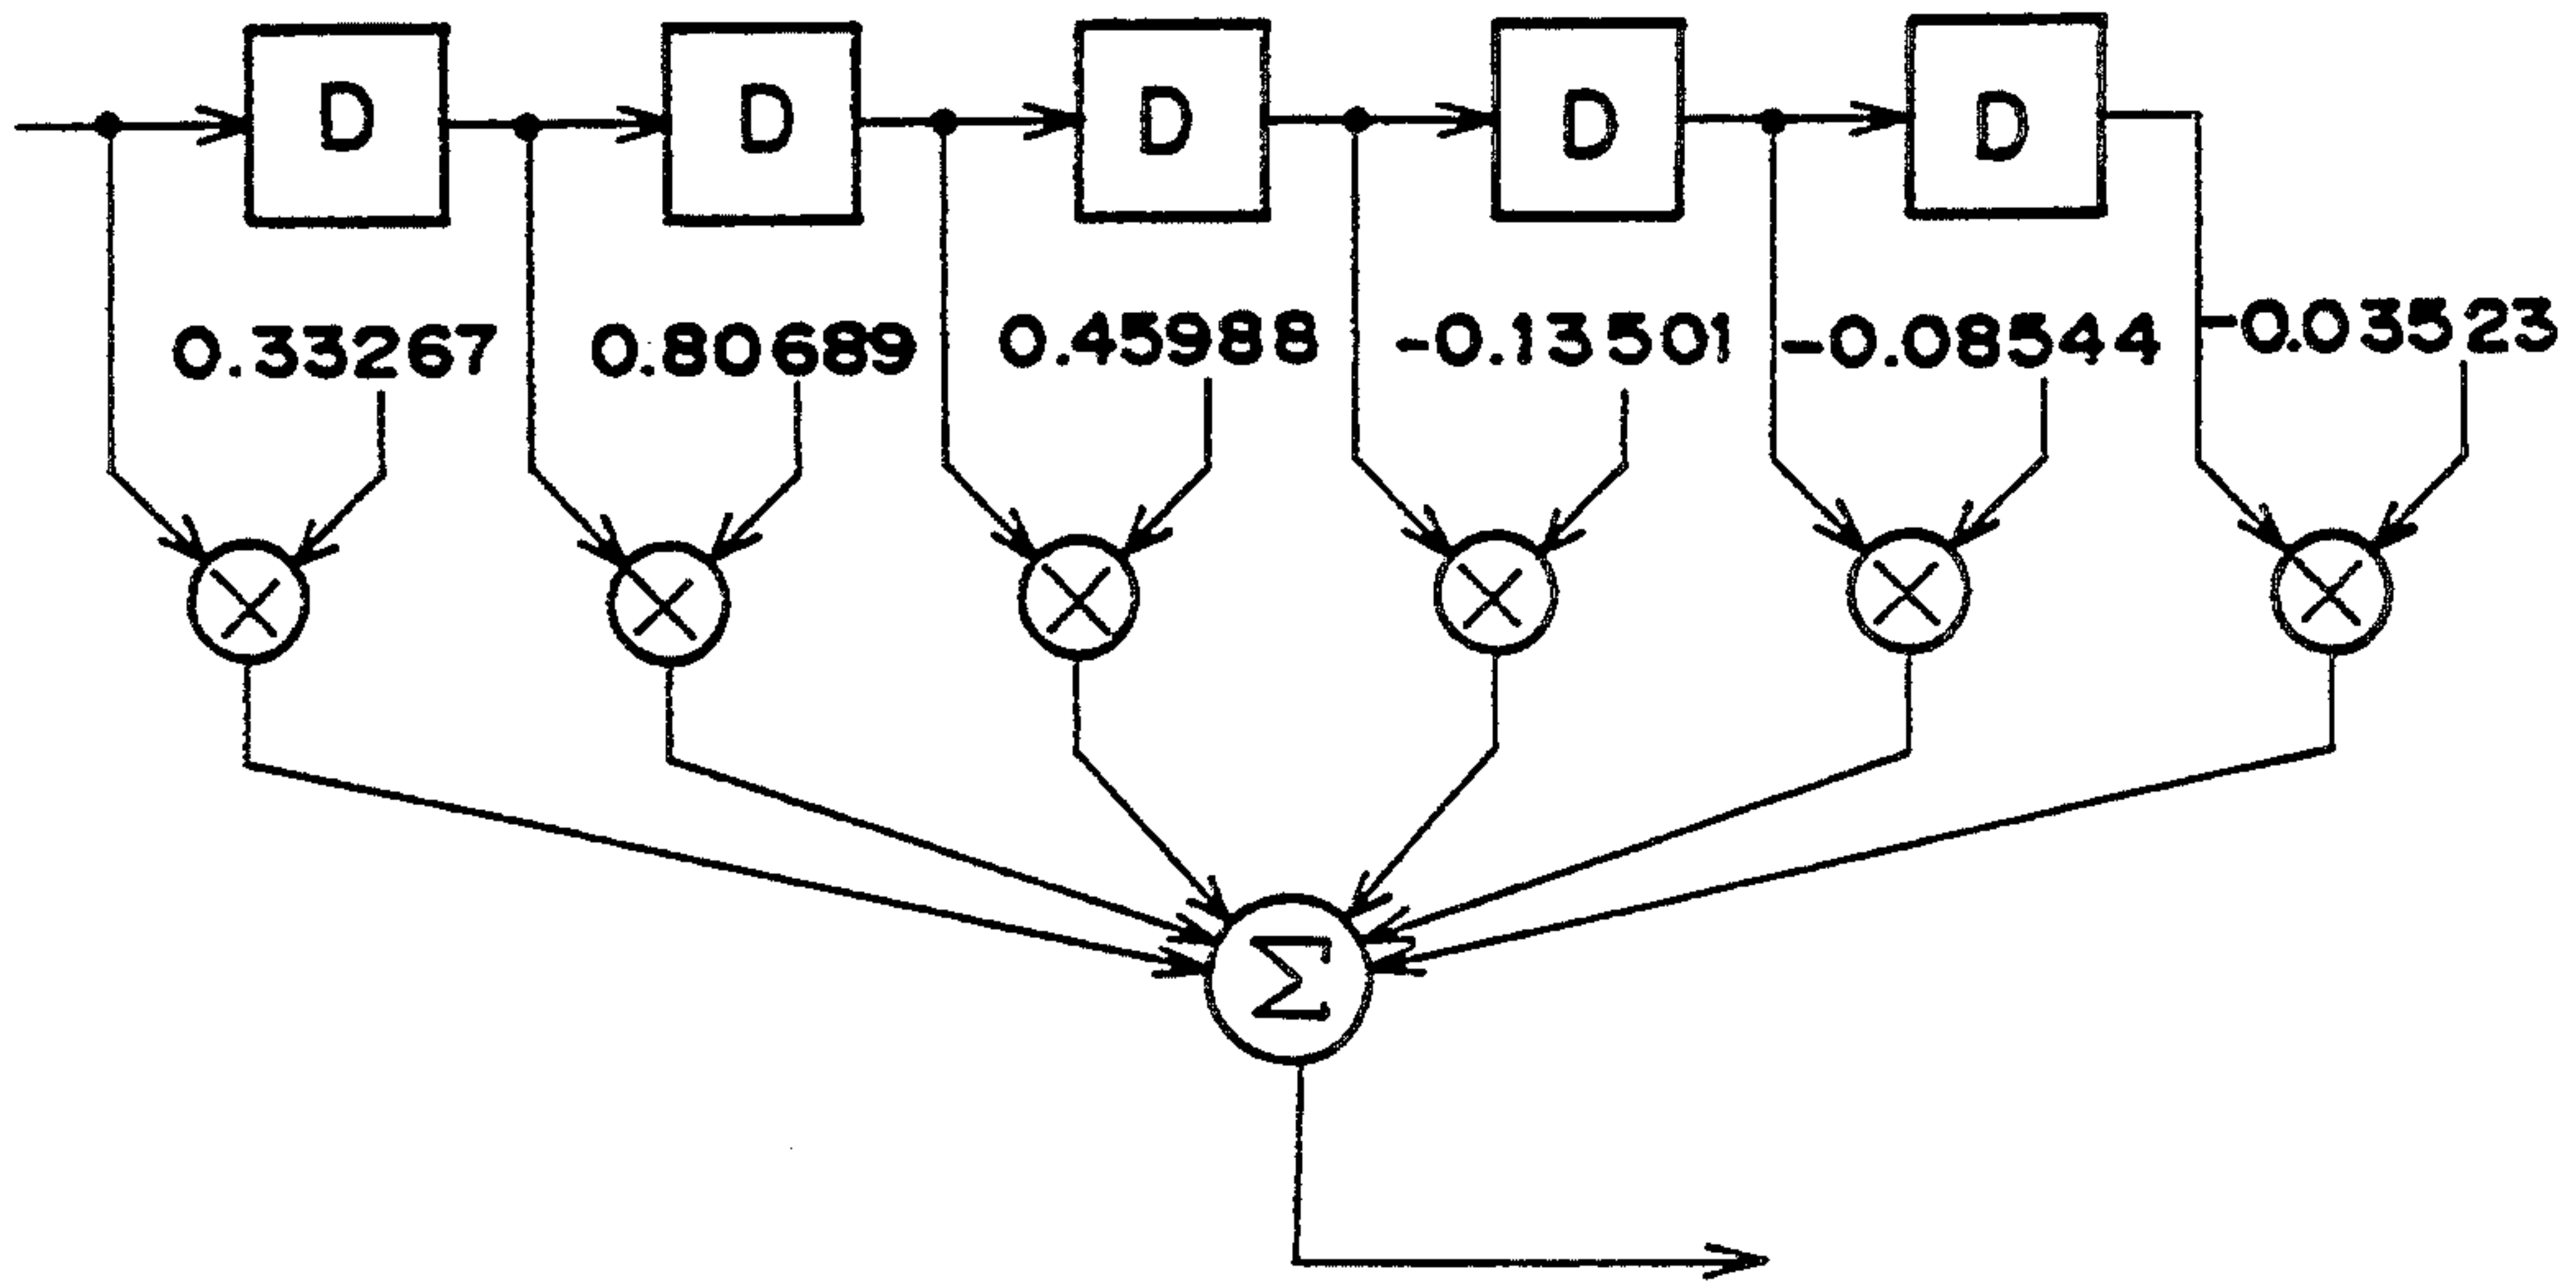 D D D D D
0.33267 0.80689 0.45988 -0.13501 -0.08544 -0.03523
× × × × × ×
Σ